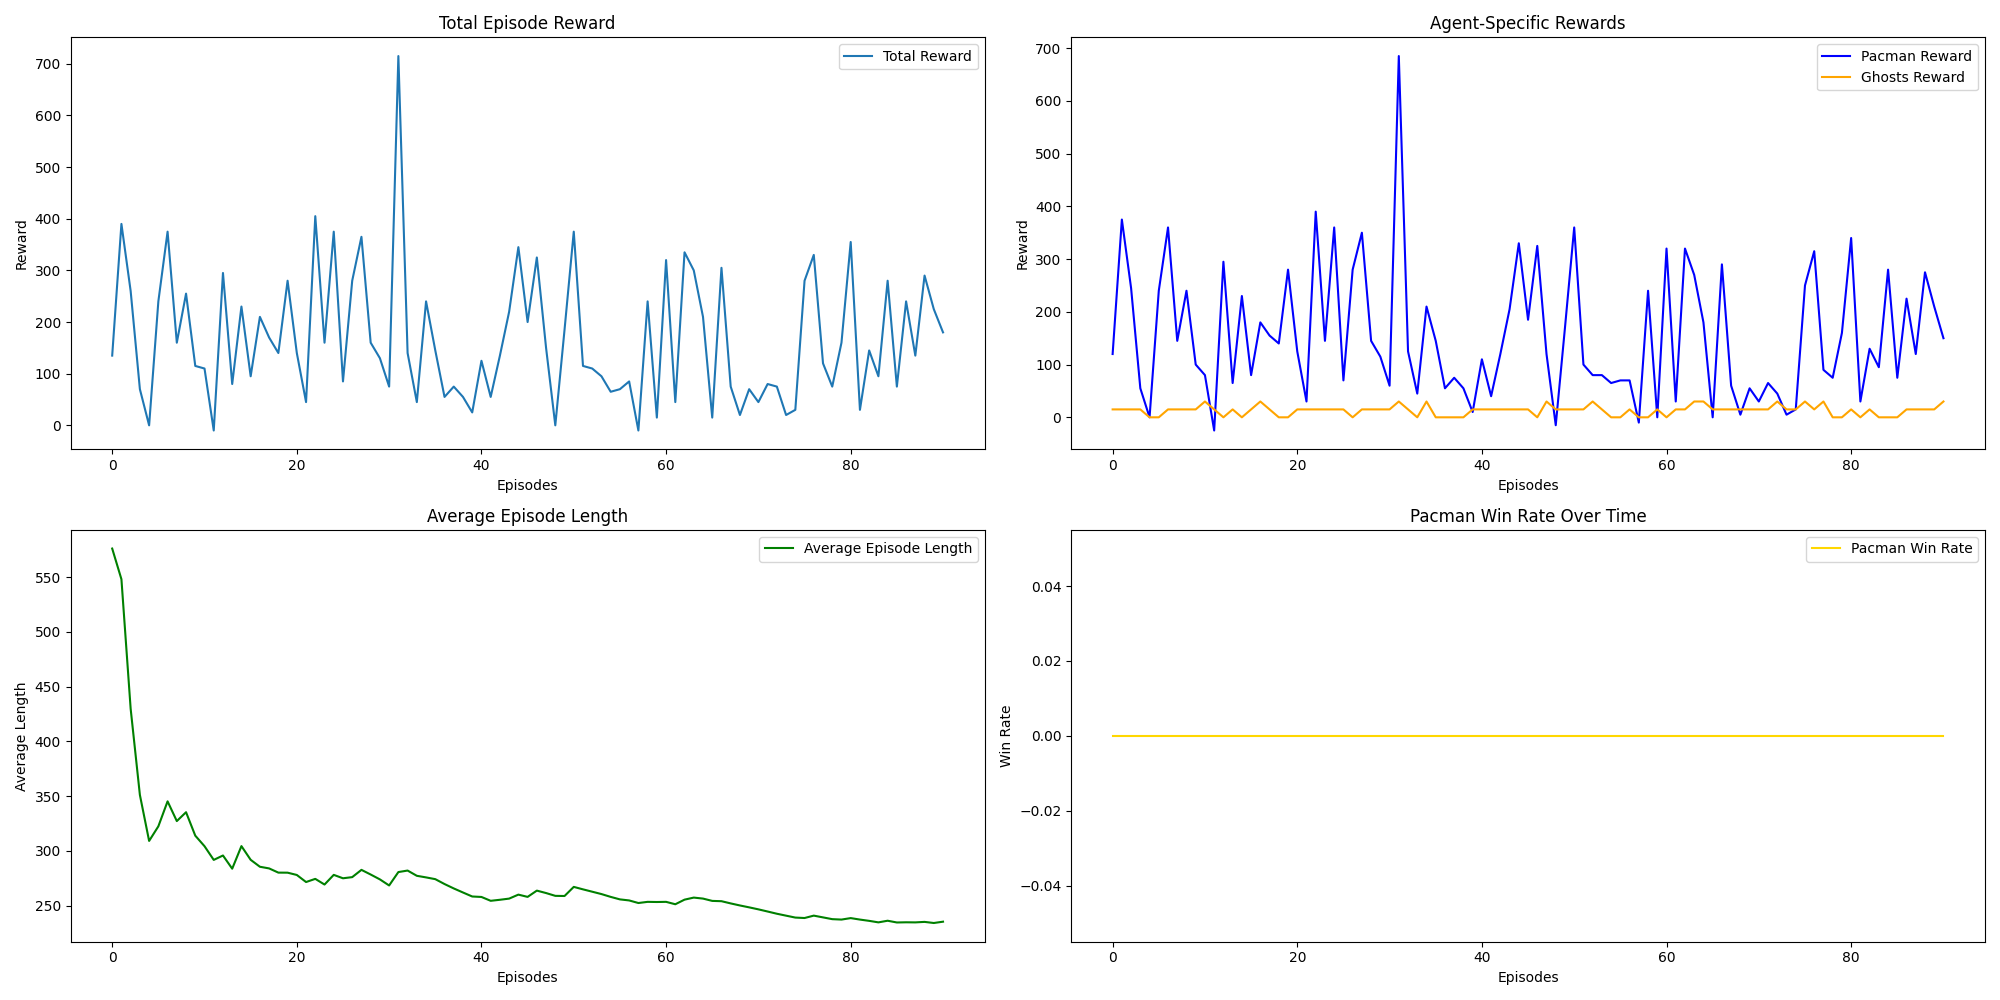 Total Episode Reward
Total Reward
700
600
500
400
300
200
100
0
Reward
0 20 40 60 80
Episodes
Agent-Specific Rewards
Pacman Reward
Ghosts Reward
700
600
500
400
300
200
100
0
Reward
0 20 40 60 80
Episodes
Average Episode Length
Average Episode Length
550
500
450
400
350
300
250
Average Length
0 20 40 60 80
Episodes
Pacman Win Rate Over Time
Pacman Win Rate
0.04
0.02
0.00
−0.02
−0.04
Win Rate
0 20 40 60 80
Episodes